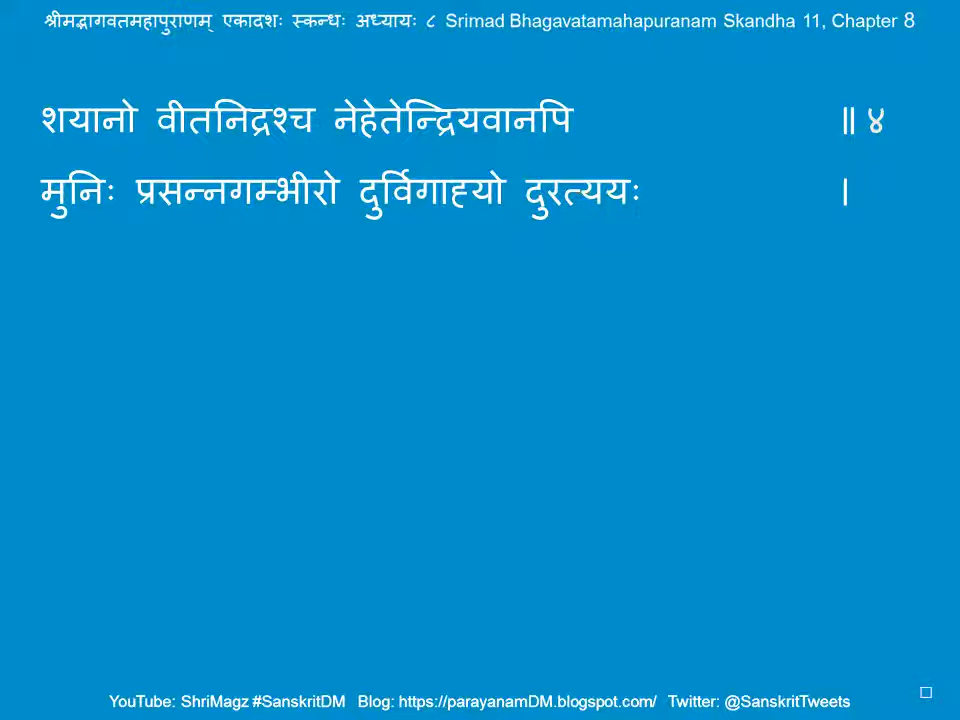 श्रीमद्भागवतमहापुराणम् एकादशः स्कन्धः अध्यायः ८ Srimad Bhagavatamahapuranam Skandha 11, Chapter 8
शयानो वीतनिद्रश्च नेहेतेन्द्रियवानपि ॥ ४
मुनिः प्रसन्नगम्भीरो दुर्विगाह्यो दुरत्ययः ।
YouTube: ShriMagz #SanskritDM Blog: https://parayanamDM.blogspot.com/ Twitter: @SanskritTweets